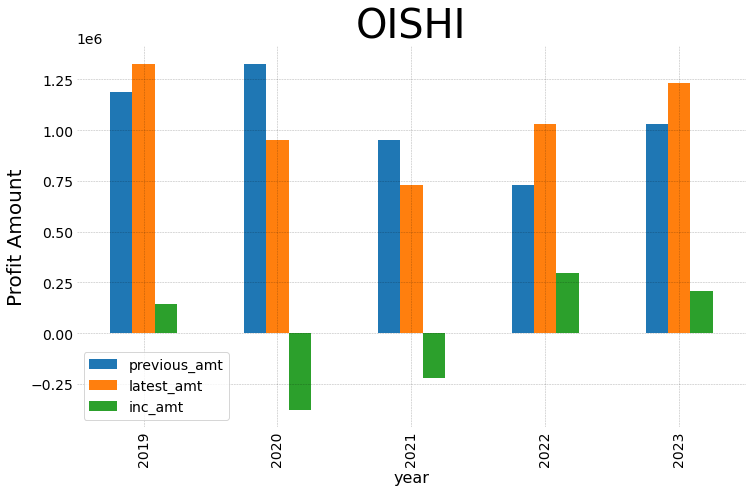 OISHI
1e6
Profit Amount
1.25
1.00
0.75
0.50
0.25
0.00
−0.25
previous_amt
latest_amt
inc_amt
2019
2020
2021
2022
2023
year